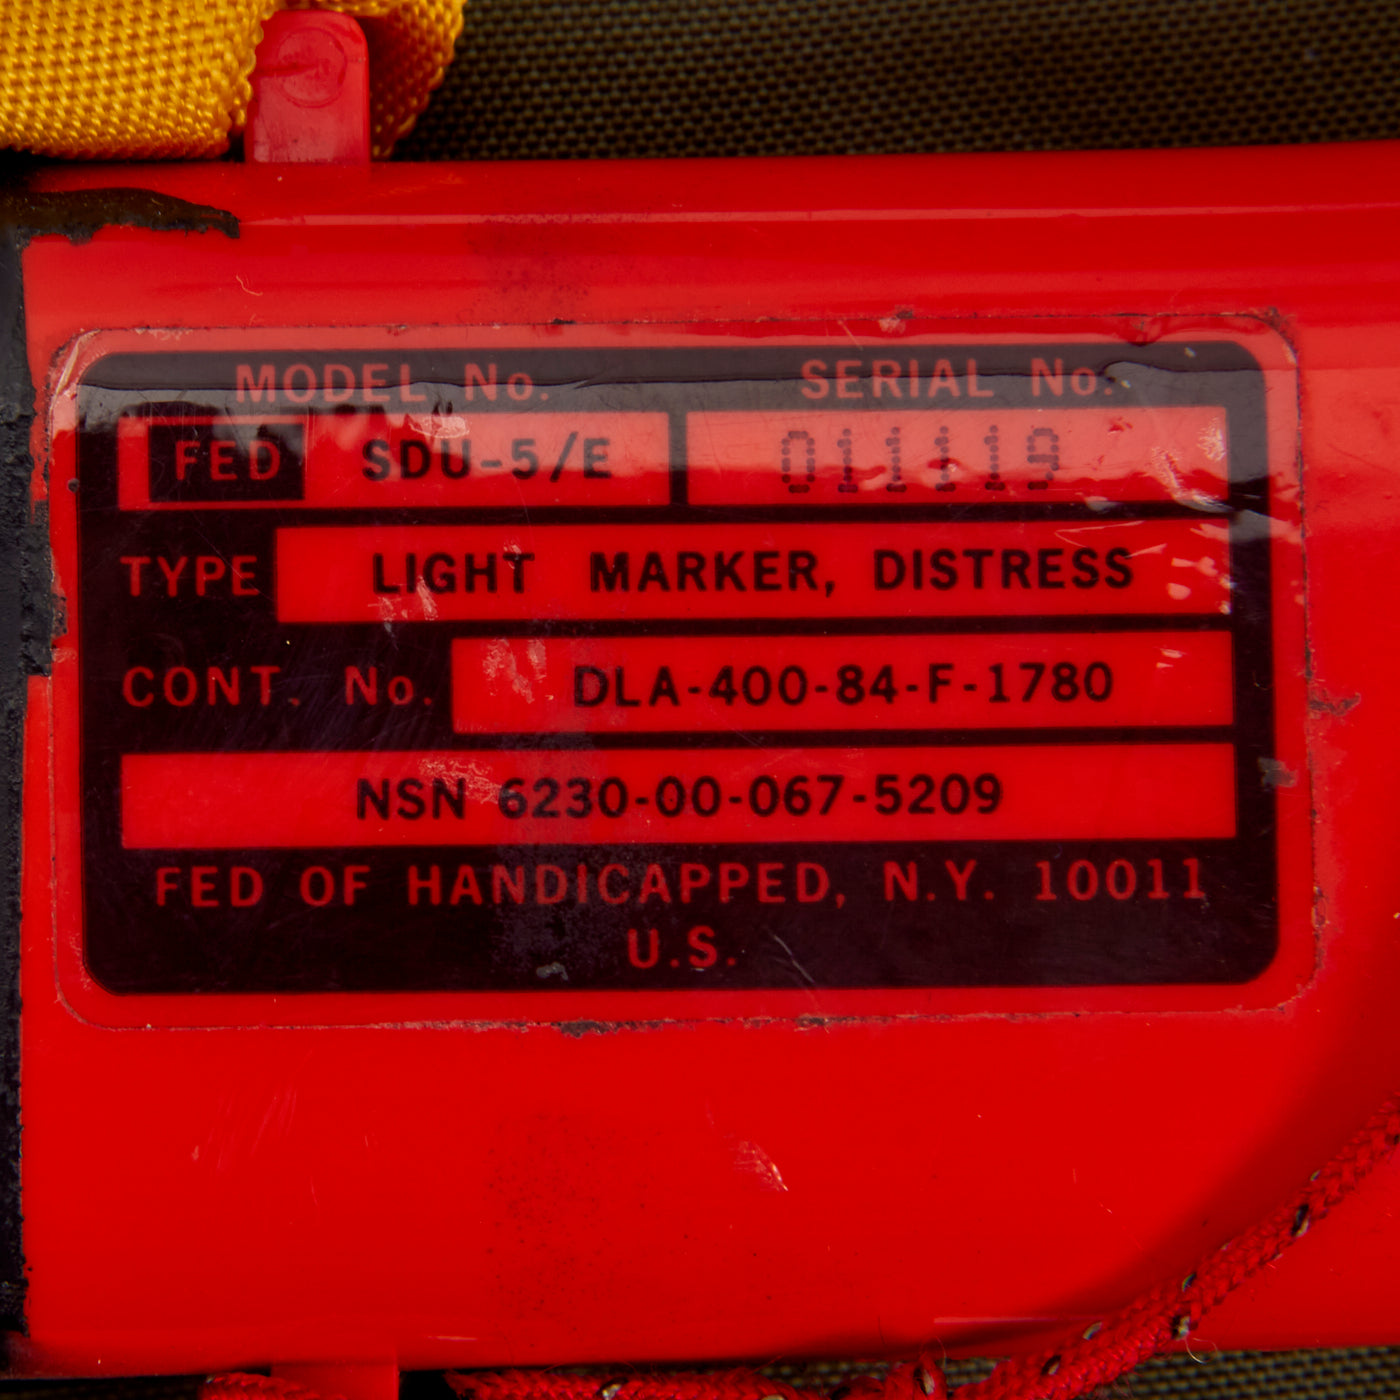 MODEL No. SERIAL No.
FED SDU-5/E 011119
TYPE LIGHT MARKER, DISTRESS
CONT. No. DLA-400-84-F-1780
NSN 6230-00-067-5209
FED OF HANDICAPPED, N.Y. 10011
U.S.